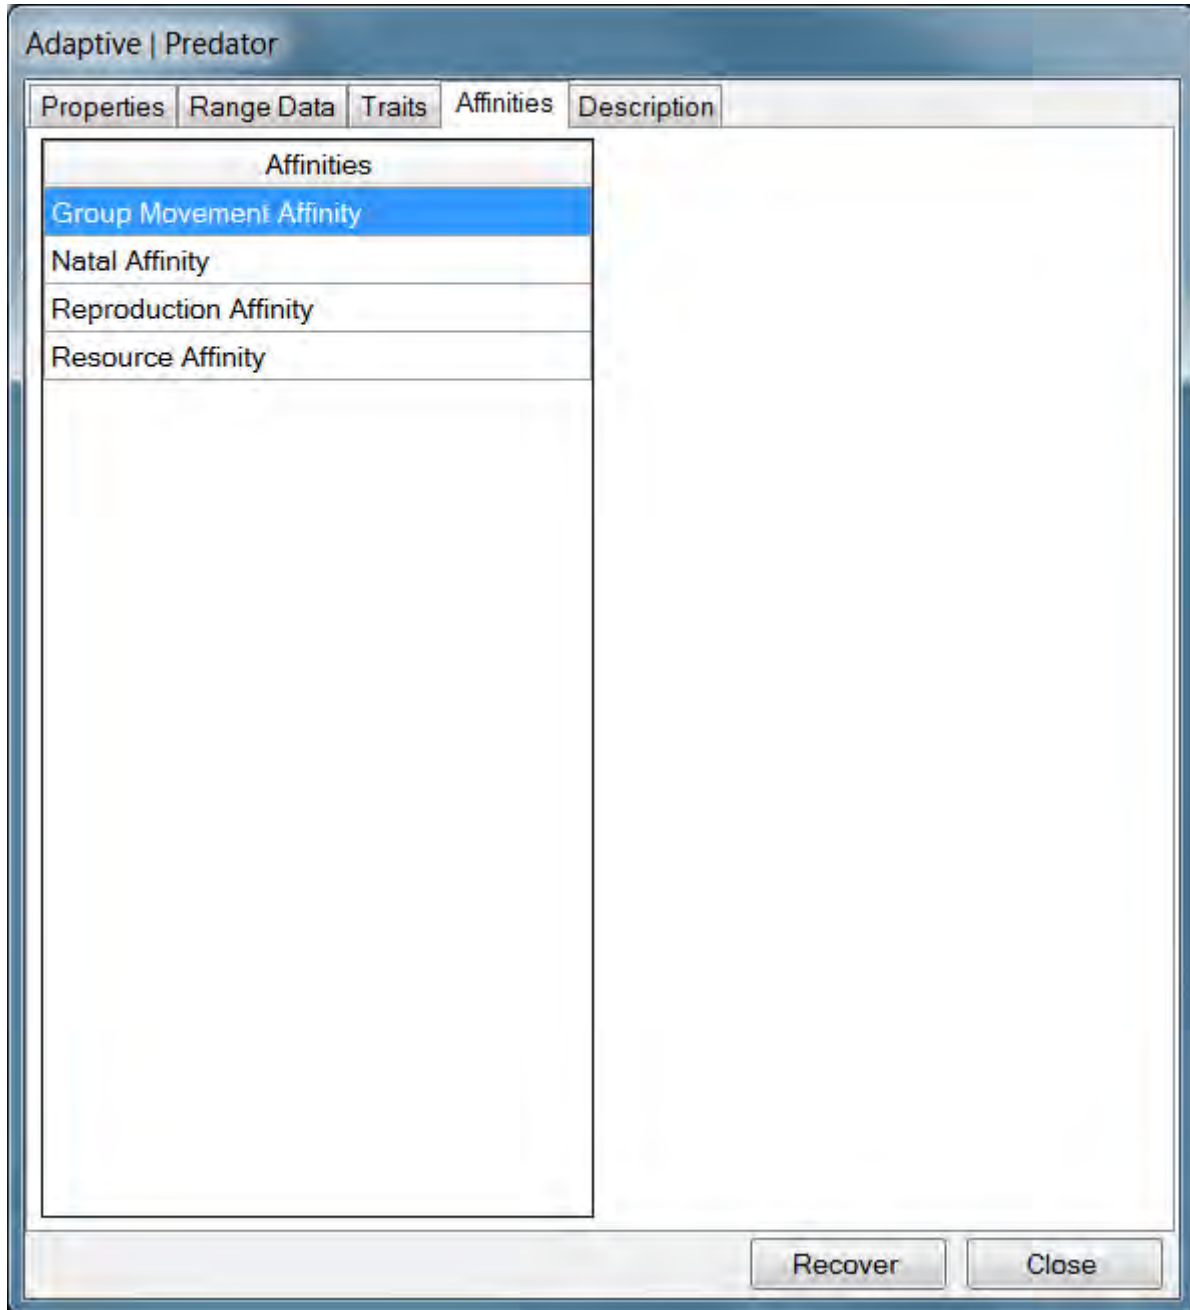 Adaptive | Predator
Properties Range Data Traits Affinities Description
Affinities
Group Movement Affinity
Natal Affinity
Reproduction Affinity
Resource Affinity
Recover Close